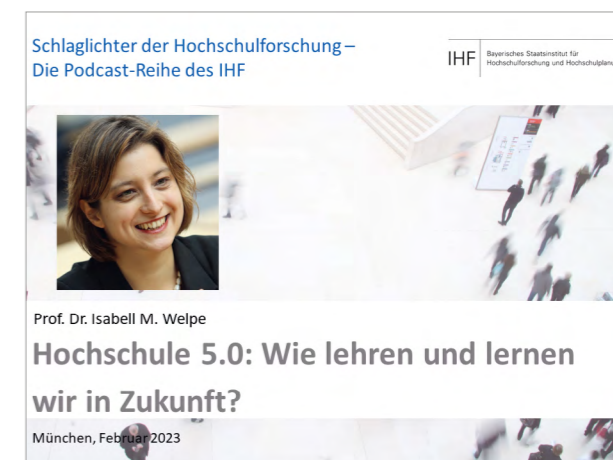 Schlaglichter der Hochschulforschung –
Die Podcast-Reihe des IHF
IHF
Bayerisches Staatsinstitut für
Hochschulforschung und Hochschulplanu
Prof. Dr. Isabell M. Welpe
Hochschule 5.0: Wie lehren und lernen
wir in Zukunft?
München, Februar 2023